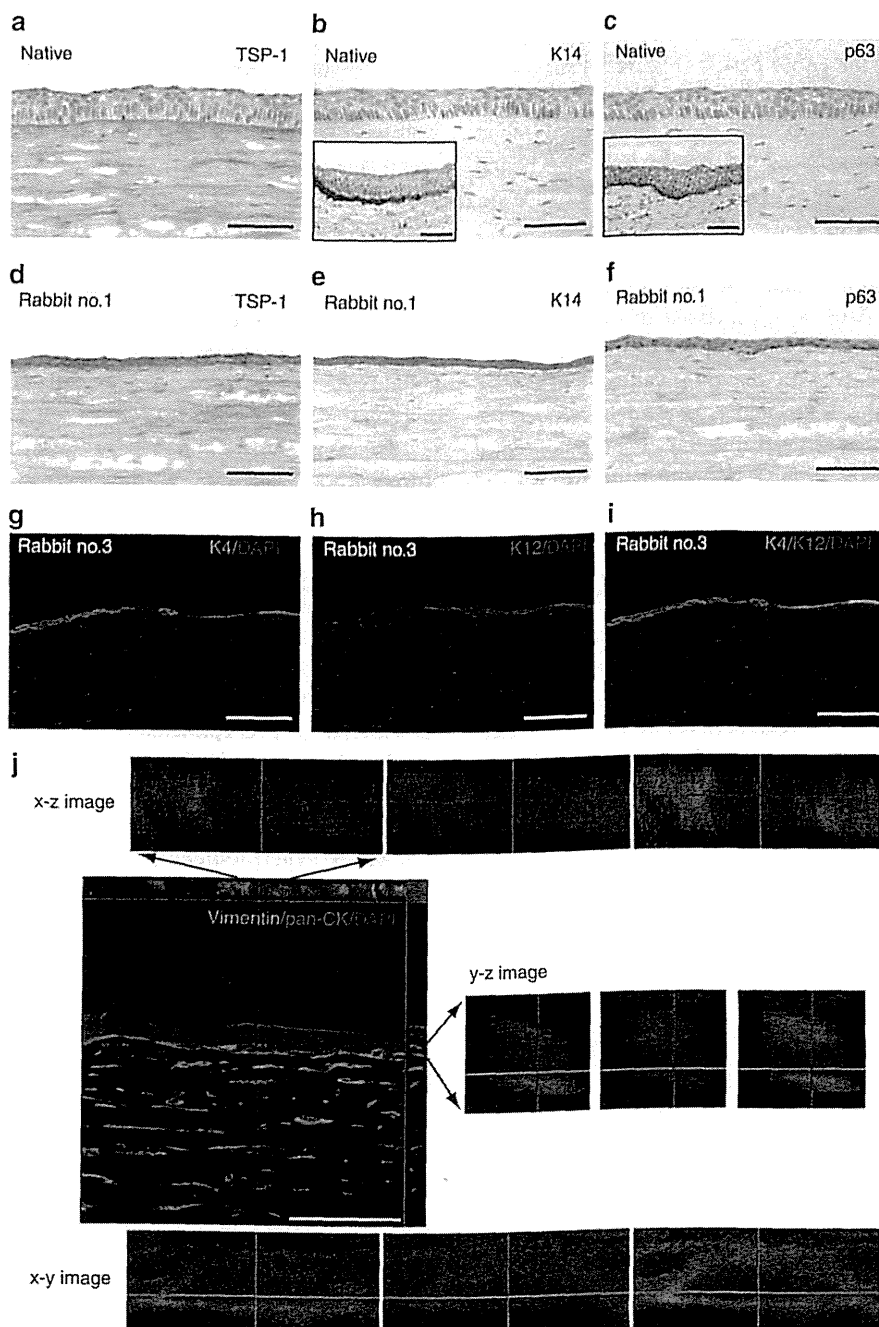 a
Native TSP-1
b
Native K14
c
Native p63
d
Rabbit no.1 TSP-1
e
Rabbit no.1 K14
f
Rabbit no.1 p63
g
Rabbit no.3 K4/DAPI
h
Rabbit no.3 K12/DAPI
i
Rabbit no.3 K4/K12/DAPI
j
x-z image
Vimentin/pan-CK/DAPI
y-z image
x-y image